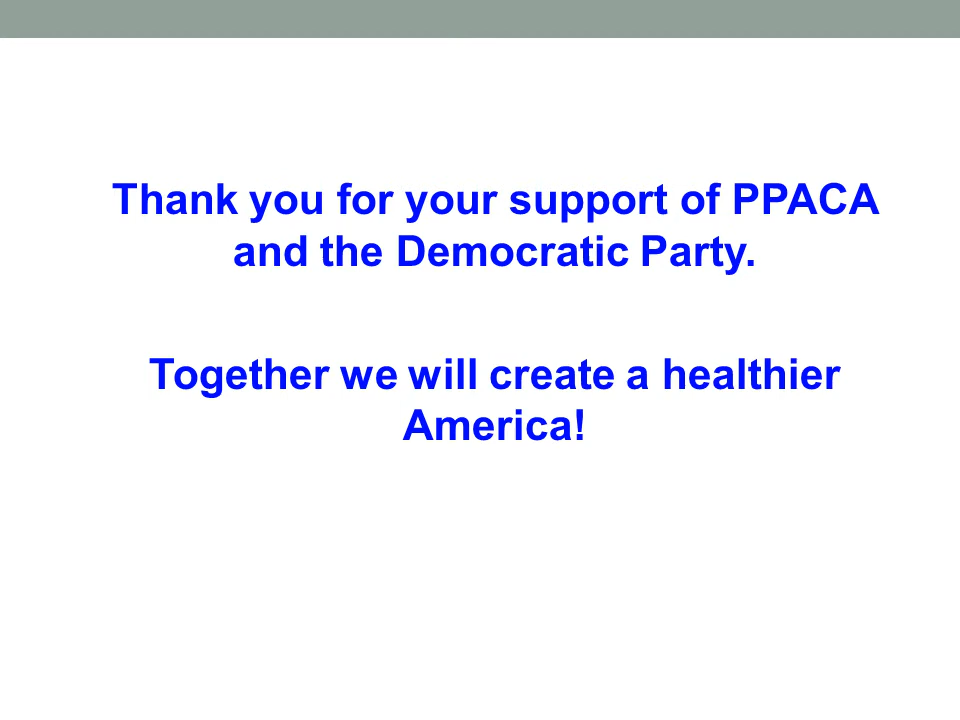 Thank you for your support of PPACA
and the Democratic Party.
Together we will create a healthier
America!